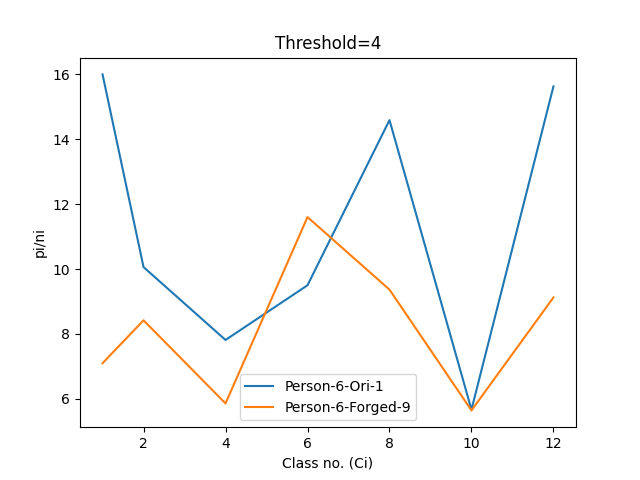 Threshold=4
pi/ni
16
14
12
10
8
6
Person-6-Ori-1
Person-6-Forged-9
2 4 6 8 10 12
Class no. (Ci)